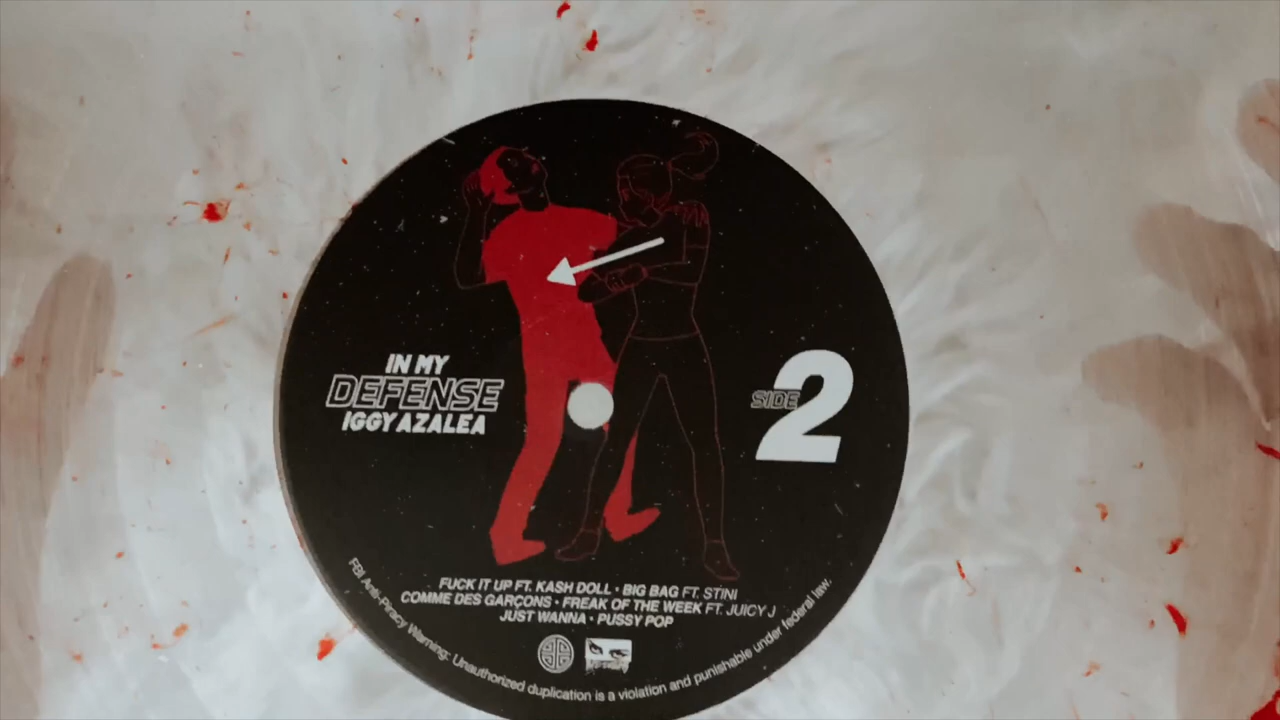 IN MY
DEFENSE
IGGY AZALEA
SIDE 2
FUCK IT UP FT. KASH DOLL • BIG BAG FT. STINI
COMME DES GARÇONS • FREAK OF THE WEEK FT. JUICY J
JUST WANNA • PUSSY POP
FBI Anti-Piracy Warning: Unauthorized duplication is a violation and punishable under federal law.